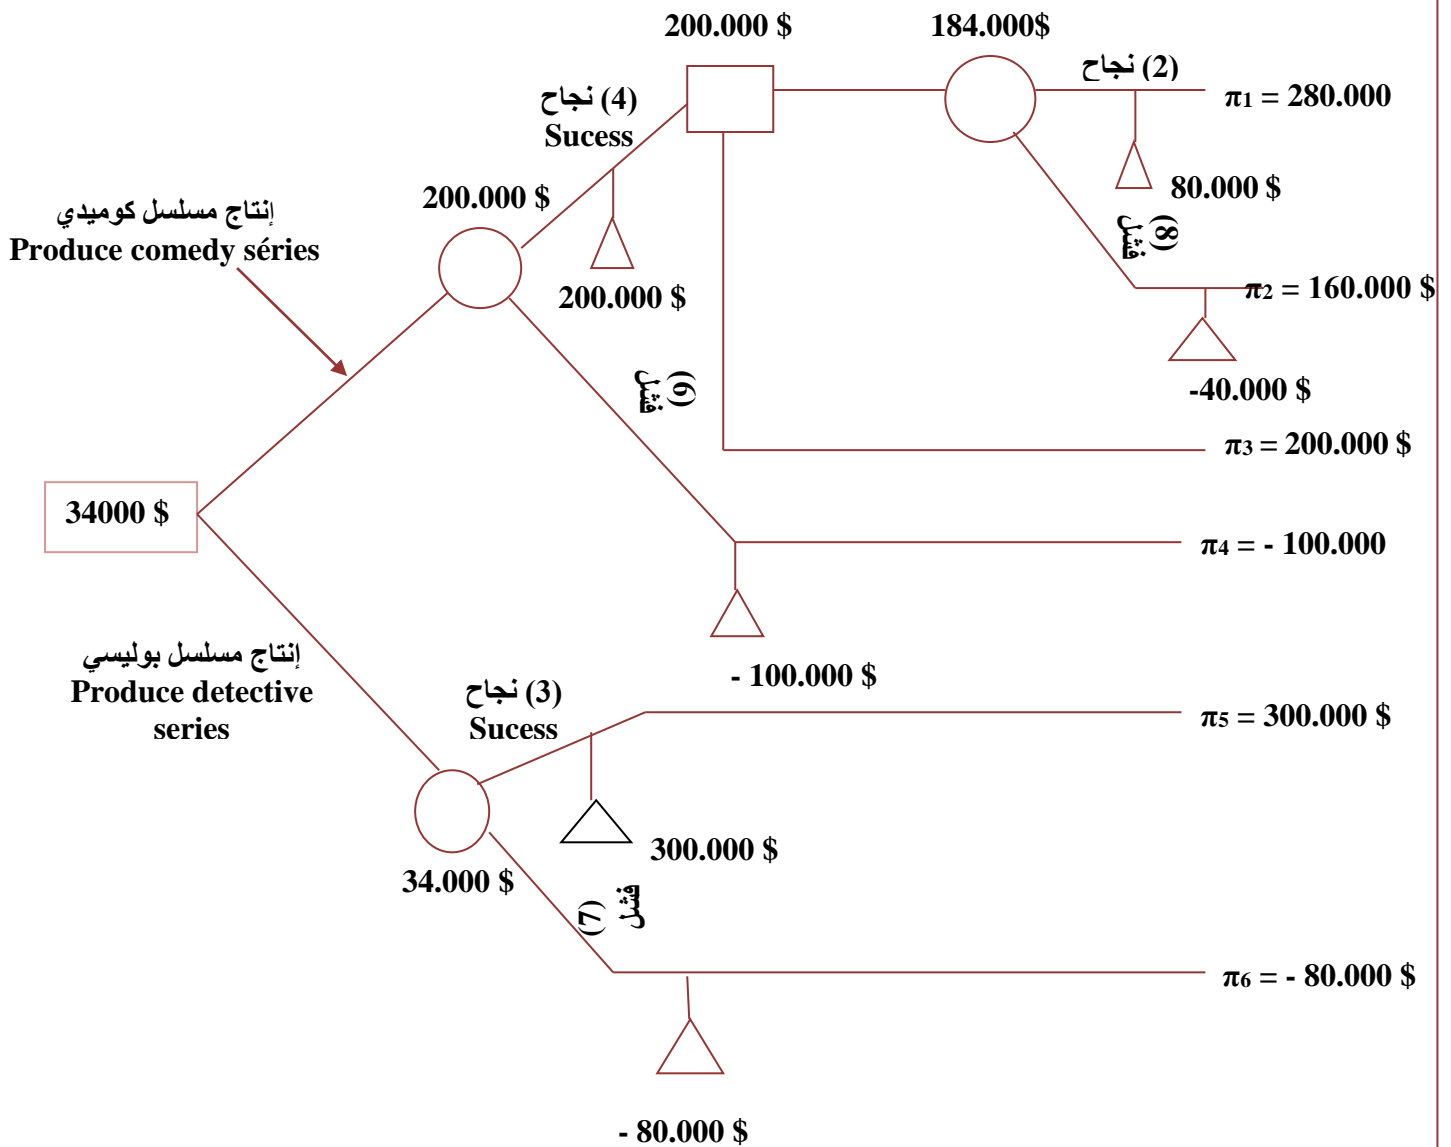 200.000 $
184.000$
(2) نجاح
π1 = 280.000
(4) نجاح
Sucess
80.000 $
200.000 $
إنتاج مسلسل كوميدي
Produce comedy séries
(8)
فشل
200.000 $
π2 = 160.000 $
-40.000 $
(6)
فشل
π3 = 200.000 $
34000 $
π4 = - 100.000
إنتاج مسلسل بوليسي
Produce detective
series
- 100.000 $
(3) نجاح
Sucess
π5 = 300.000 $
300.000 $
34.000 $
فشل
(7)
π6 = - 80.000 $
- 80.000 $